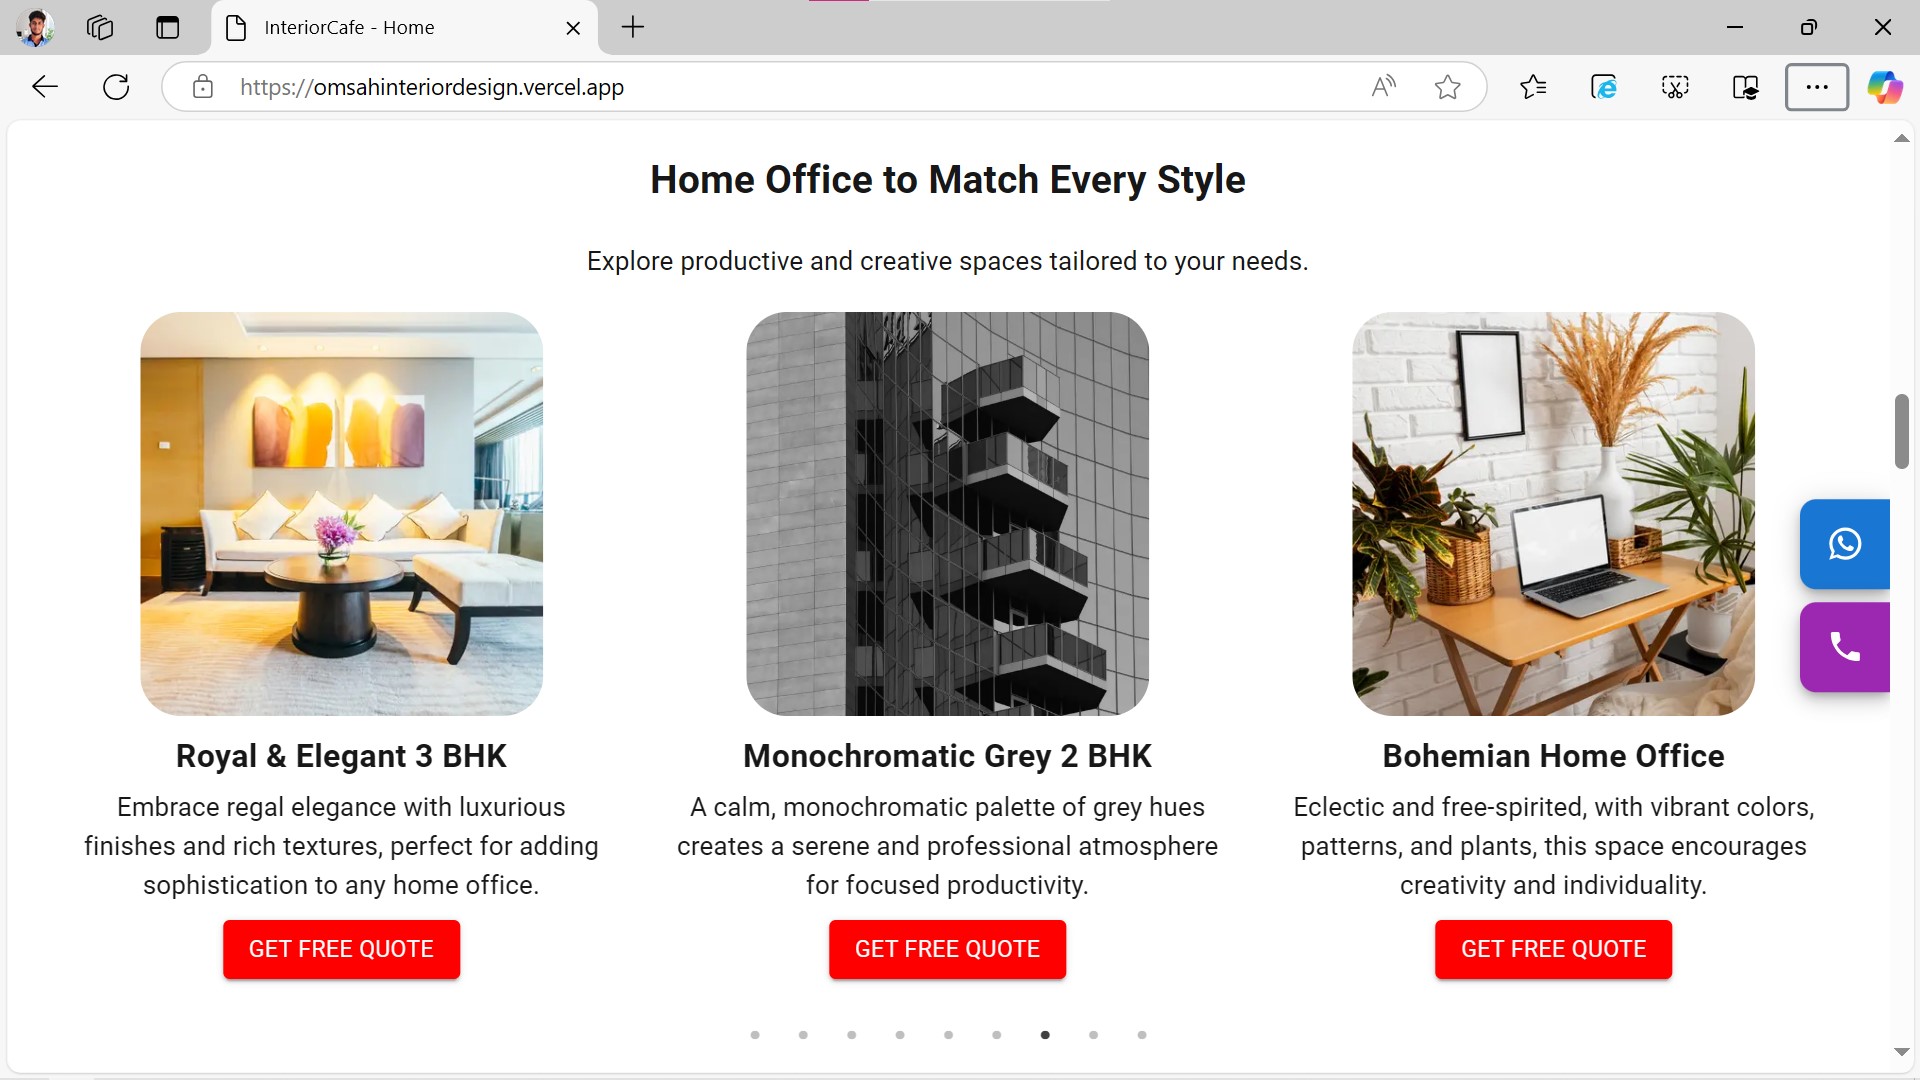 InteriorCafe - Home
https://omsahinteriordesign.vercel.app
Home Office to Match Every Style
Explore productive and creative spaces tailored to your needs.
Royal & Elegant 3 BHK
Embrace regal elegance with luxurious
finishes and rich textures, perfect for adding
sophistication to any home office.
GET FREE QUOTE
Monochromatic Grey 2 BHK
A calm, monochromatic palette of grey hues
creates a serene and professional atmosphere
for focused productivity.
GET FREE QUOTE
Bohemian Home Office
Eclectic and free-spirited, with vibrant colors,
patterns, and plants, this space encourages
creativity and individuality.
GET FREE QUOTE